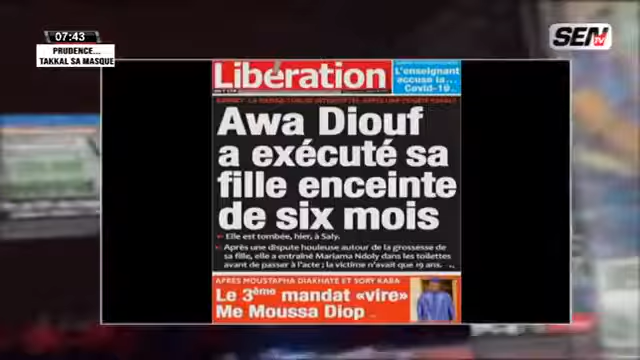 07:43
PRUDENCE...
TAKKAL SA MASQUE
SEN TV
Libération
L'enseignant
accuse la...
Covid-19
Awa Diouf
a exécuté sa
fille enceinte
de six mois
Elle est tombée, hier, à Saly.
Après une dispute houleuse autour de la grossesse de
sa fille, elle a entraîné Mariama Ndoly dans les toilettes
avant de passer à l'acte ; la victime n'avait que 19 ans.
APRÈS MOUSTAPHA DIAKHATE ET SORY KABA
Le 3ème mandat «vire»
Me Moussa Diop